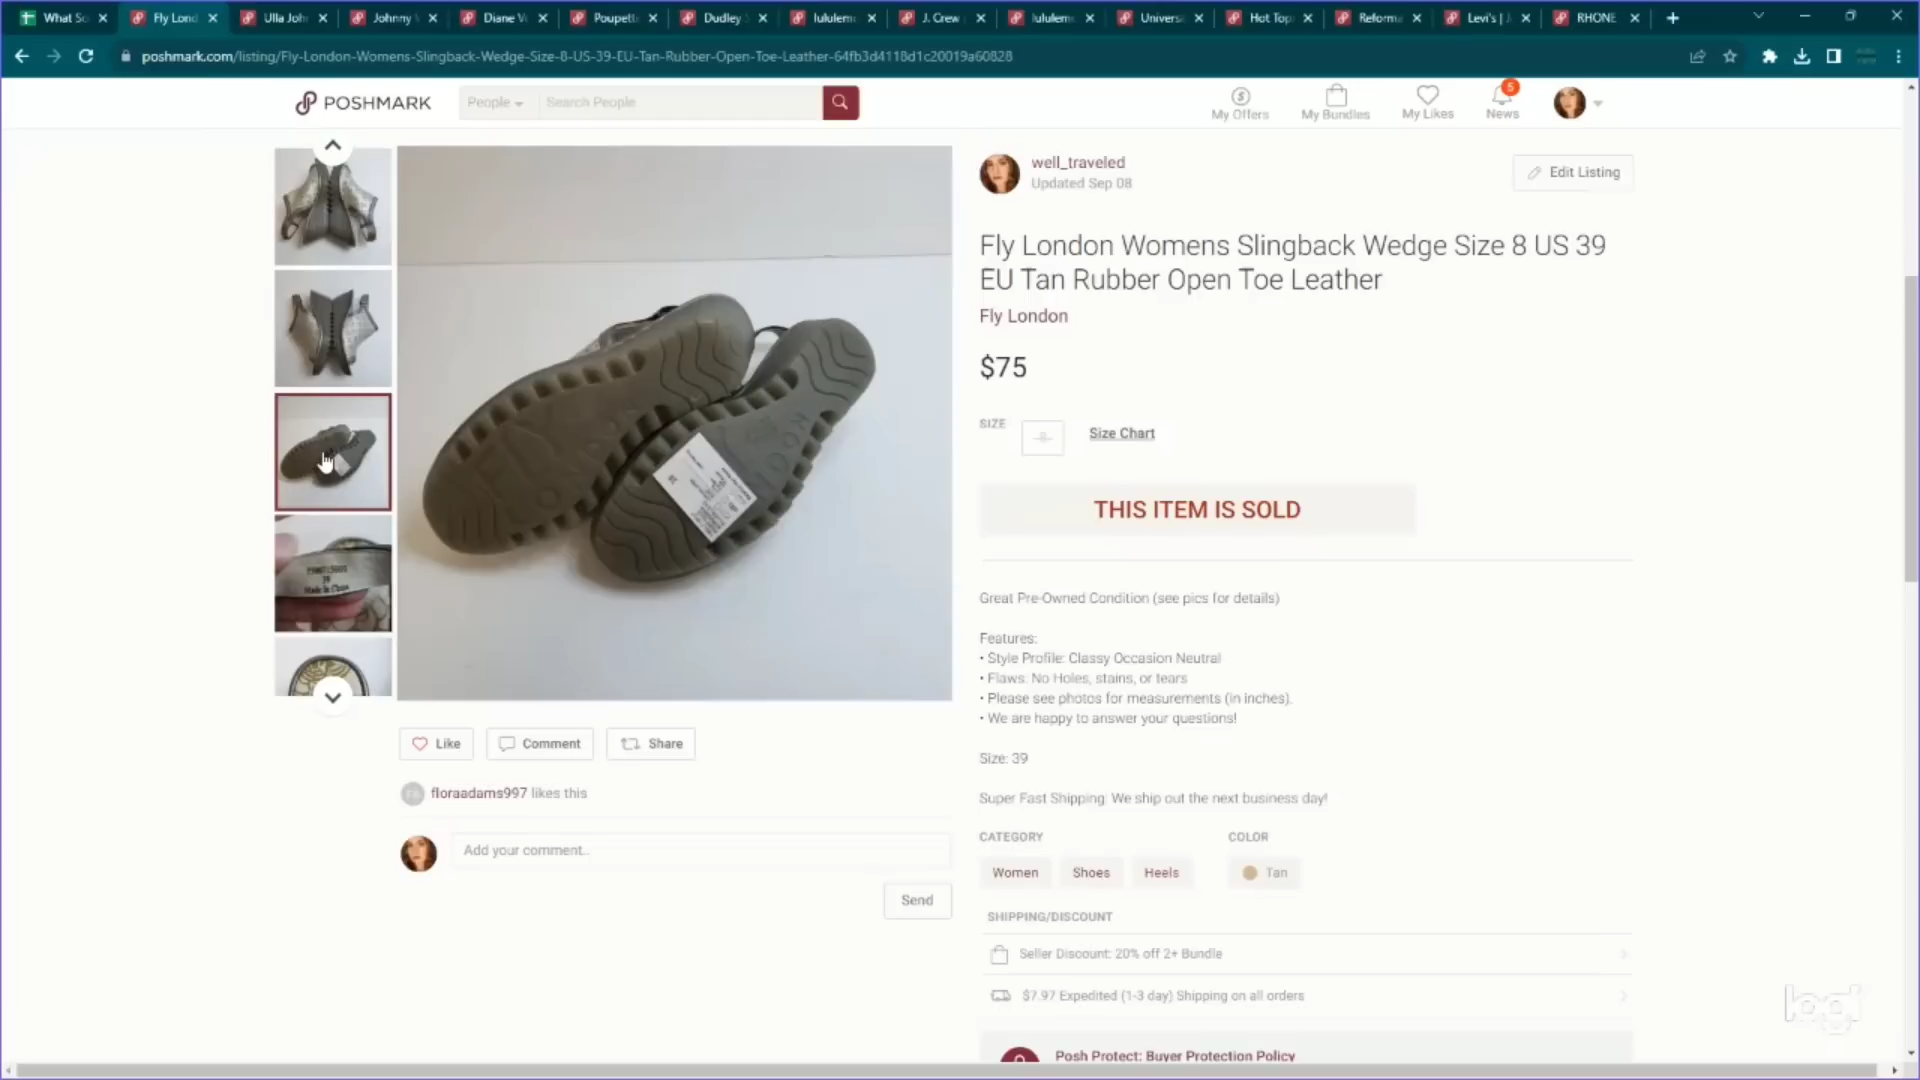 What So
Fly Lond
Ulla Joh
Johnny
Diane V
Poupett
Dudley
lululem
J. Crew
lululem
Univers
Hot Top
Reform
Levi's |
RHONE
poshmark.com/listing/Fly-London-Womens-Slingback-Wedge-Size-8-US-39-EU-Tan-Rubber-Open-Toe-Leather-64fb3d4118d1c20019a60828
POSHMARK
People
Search People
My Offers
My Bundles
My Likes
5
News
well_traveled
Updated Sep 08
Edit Listing
Fly London Womens Slingback Wedge Size 8 US 39
EU Tan Rubber Open Toe Leather
Fly London
$75
SIZE
8
Size Chart
THIS ITEM IS SOLD
Great Pre-Owned Condition (see pics for details)
Features:
• Style Profile: Classy Occasion Neutral
• Flaws: No Holes, stains, or tears
• Please see photos for measurements (in inches).
• We are happy to answer your questions!
Size: 39
Super Fast Shipping: We ship out the next business day!
CATEGORY
COLOR
Women
Shoes
Heels
Tan
SHIPPING/DISCOUNT
Seller Discount: 20% off 2+ Bundle
$7.97 Expedited (1-3 day) Shipping on all orders
Posh Protect: Buyer Protection Policy
39
Made in China
Like
Comment
Share
floraadams997 likes this
Add your comment..
Send
logi